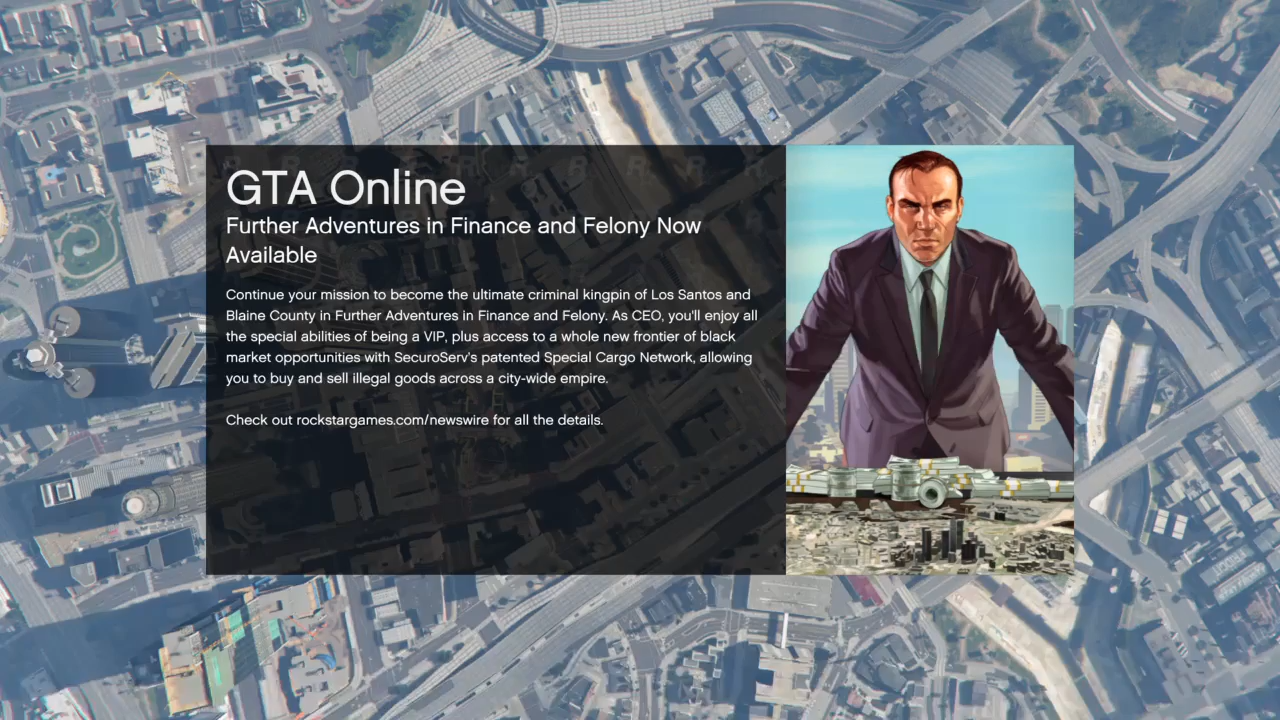 GTA Online
Further Adventures in Finance and Felony Now
Available
Continue your mission to become the ultimate criminal kingpin of Los Santos and
Blaine County in Further Adventures in Finance and Felony. As CEO, you'll enjoy all
the special abilities of being a VIP, plus access to a whole new frontier of black
market opportunities with SecuroServ's patented Special Cargo Network, allowing
you to buy and sell illegal goods across a city-wide empire.
Check out rockstargames.com/newswire for all the details.